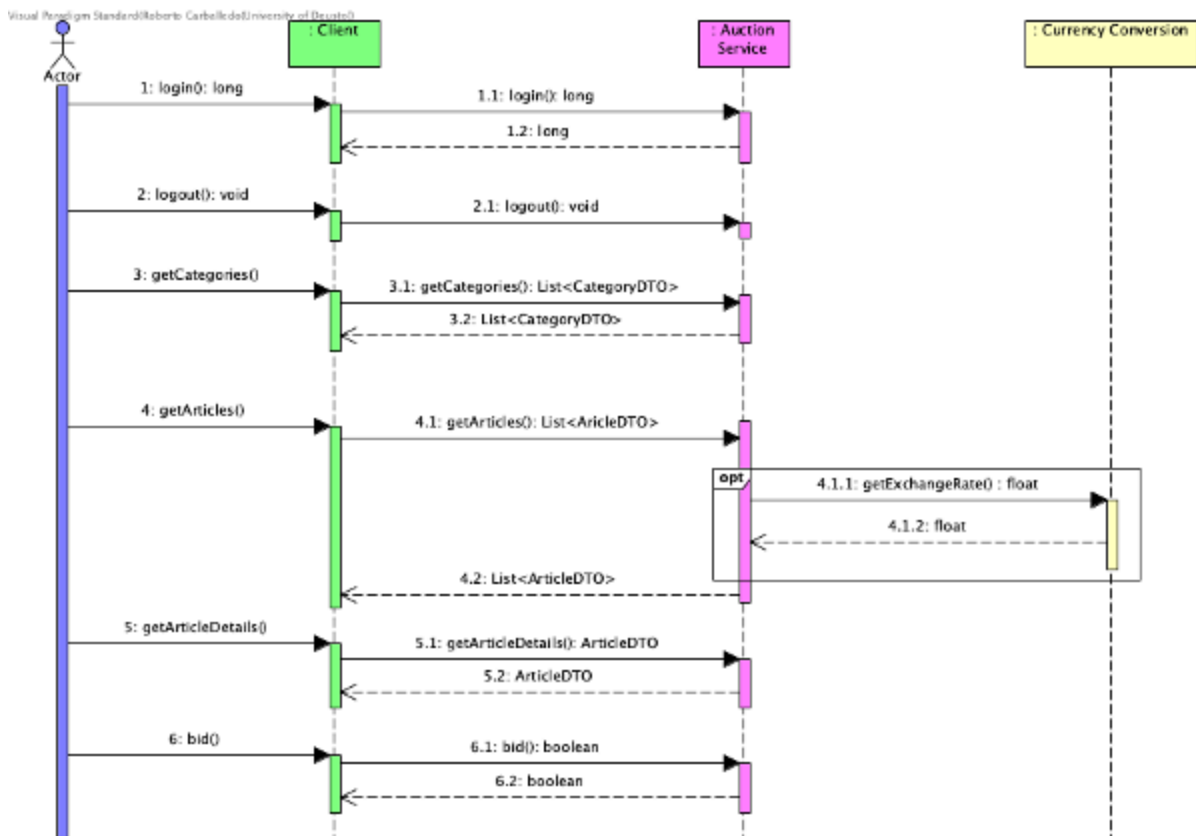 Visual Paradigm Standard(Roberto Carballedo(University of Deusto))
: Client
: Auction
Service
: Currency Conversion
Actor
1: login(): long
1.1: login(): long
1.2: long
2: logout(): void
2.1: logout(): void
3: getCategories()
3.1: getCategories(): List<CategoryDTO>
3.2: List<CategoryDTO>
4: getArticles()
4.1: getArticles(): List<AricleDTO>
opt
4.1.1: getExchangeRate() : float
4.1.2: float
4.2: List<ArticleDTO>
5: getArticleDetails()
5.1: getArticleDetails(): ArticleDTO
5.2: ArticleDTO
6: bid()
6.1: bid(): boolean
6.2: boolean